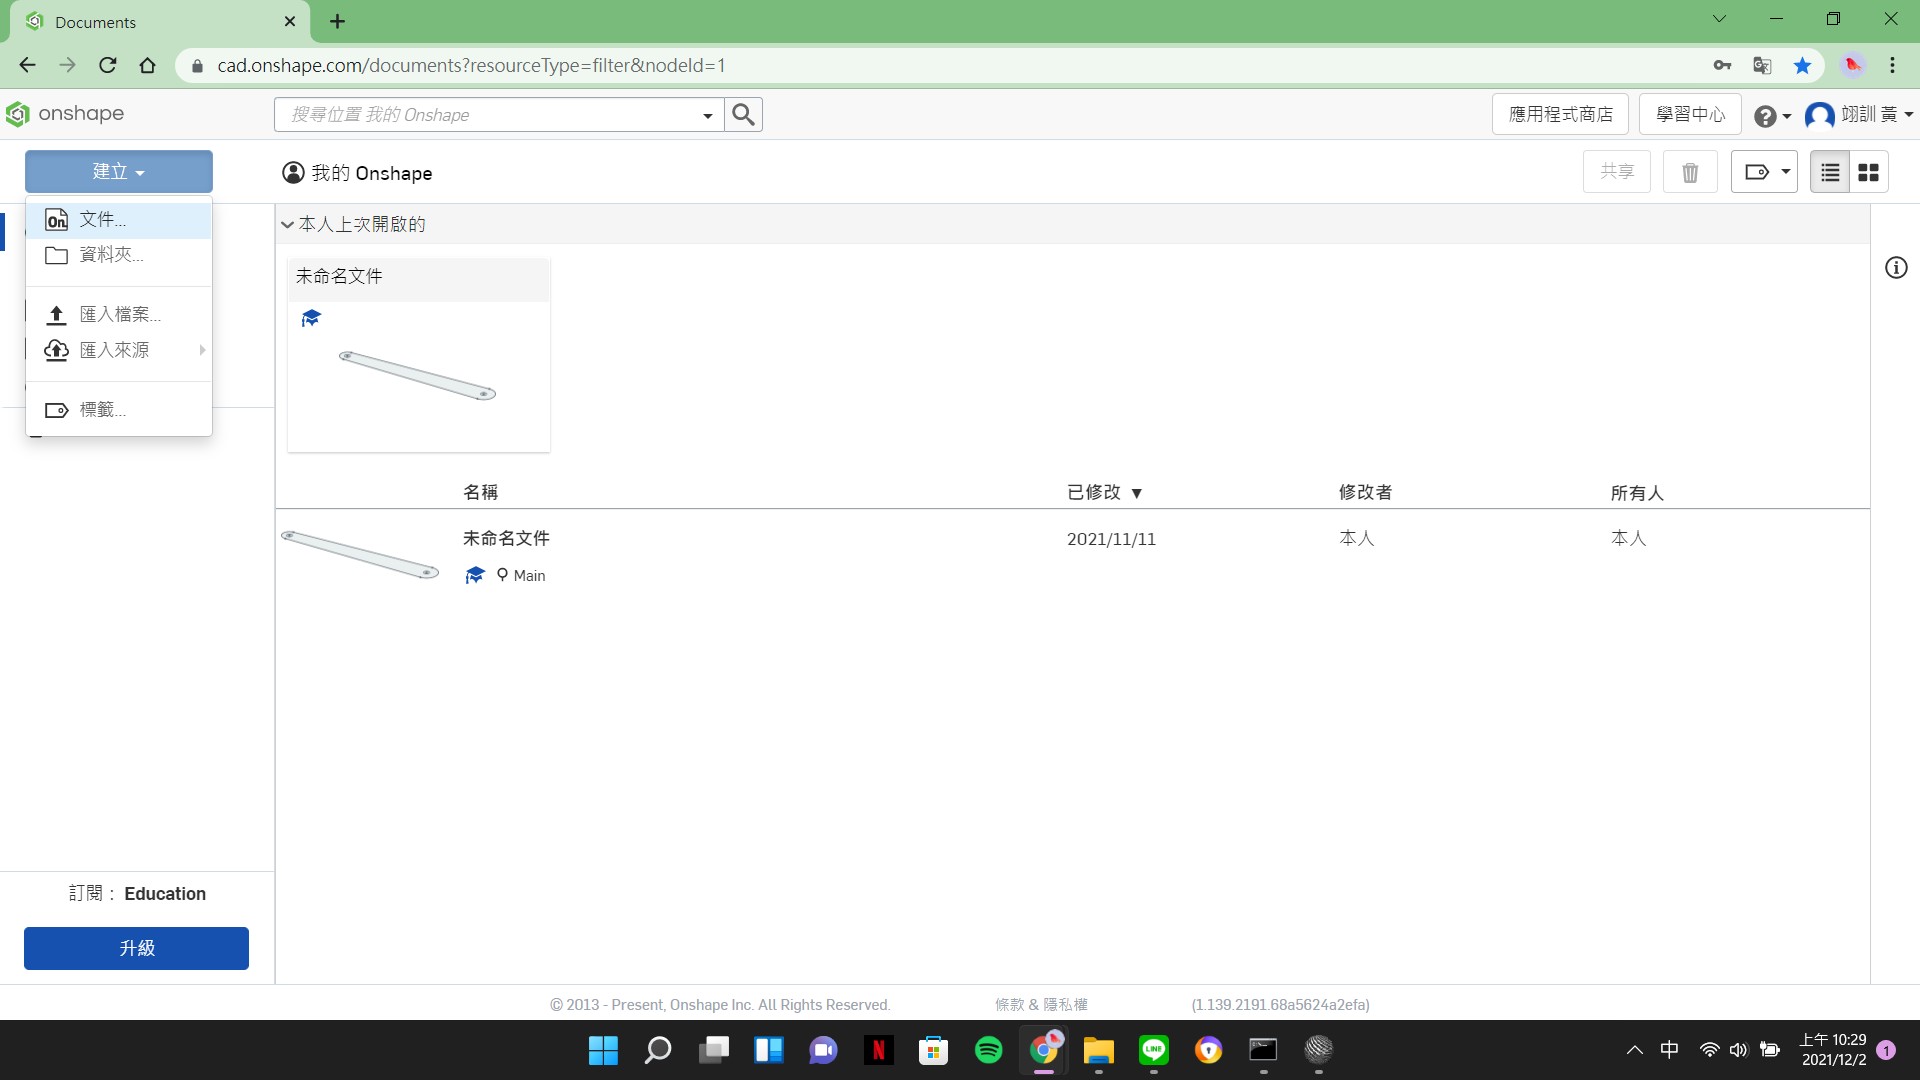 Documents
cad.onshape.com/documents?resourceType=filter&nodeId=1
onshape
搜尋位置 我的 Onshape
應用程式商店
學習中心
翊訓 黃
建立
我的 Onshape
共享
文件...
資料夾...
匯入檔案...
匯入來源
標籤...
本人上次開啟的
未命名文件
名稱
已修改 ▼
修改者
所有人
未命名文件
2021/11/11
本人
本人
Main
訂閱： Education
升級
© 2013 - Present, Onshape Inc. All Rights Reserved.
條款 & 隱私權
(1.139.2191.68a5624a2efa)
LINE
中
上午 10:29
2021/12/2
1